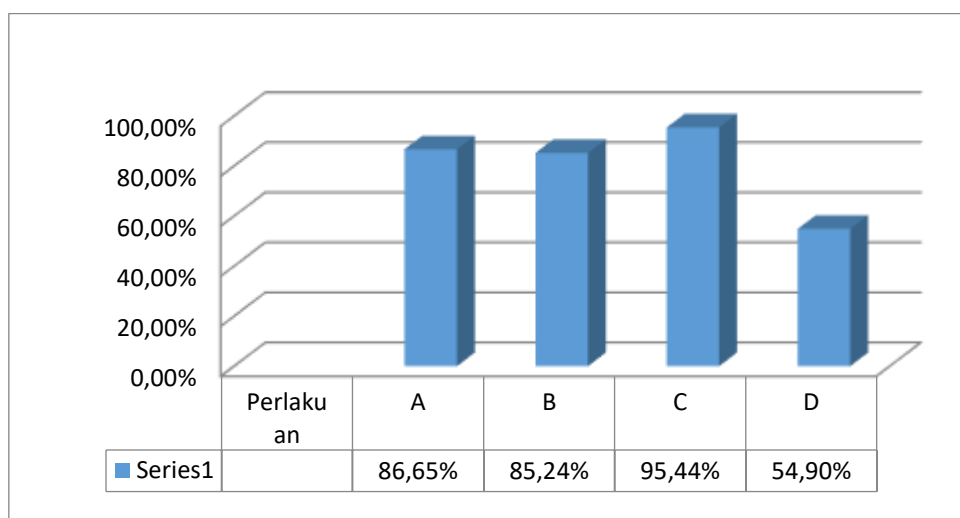 100,00%
80,00%
60,00%
40,00%
20,00%
0,00%
Perlaku
an
A
B
C
D
Series1
86,65%
85,24%
95,44%
54,90%